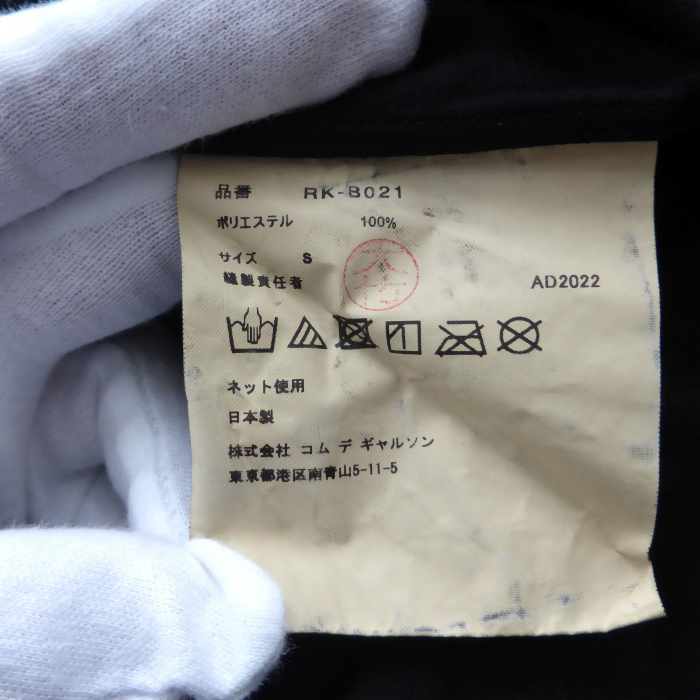 品番 RK-B021
ポリエステル 100%
サイズ S
縫製責任者
AD2022
ネット使用
日本製
株式会社 コム デ ギャルソン
東京都港区南青山5-11-5